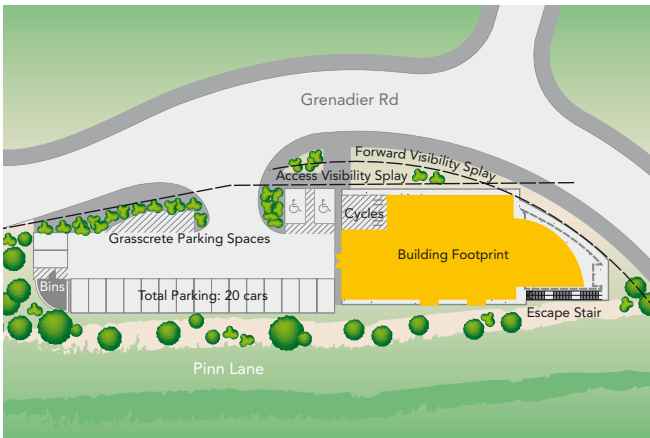 Grenadier Rd
Forward Visibility Splay
Access Visibility Splay
Cycles
Grasscrete Parking Spaces
Building Footprint
Bins
Total Parking: 20 cars
Escape Stair
Pinn Lane